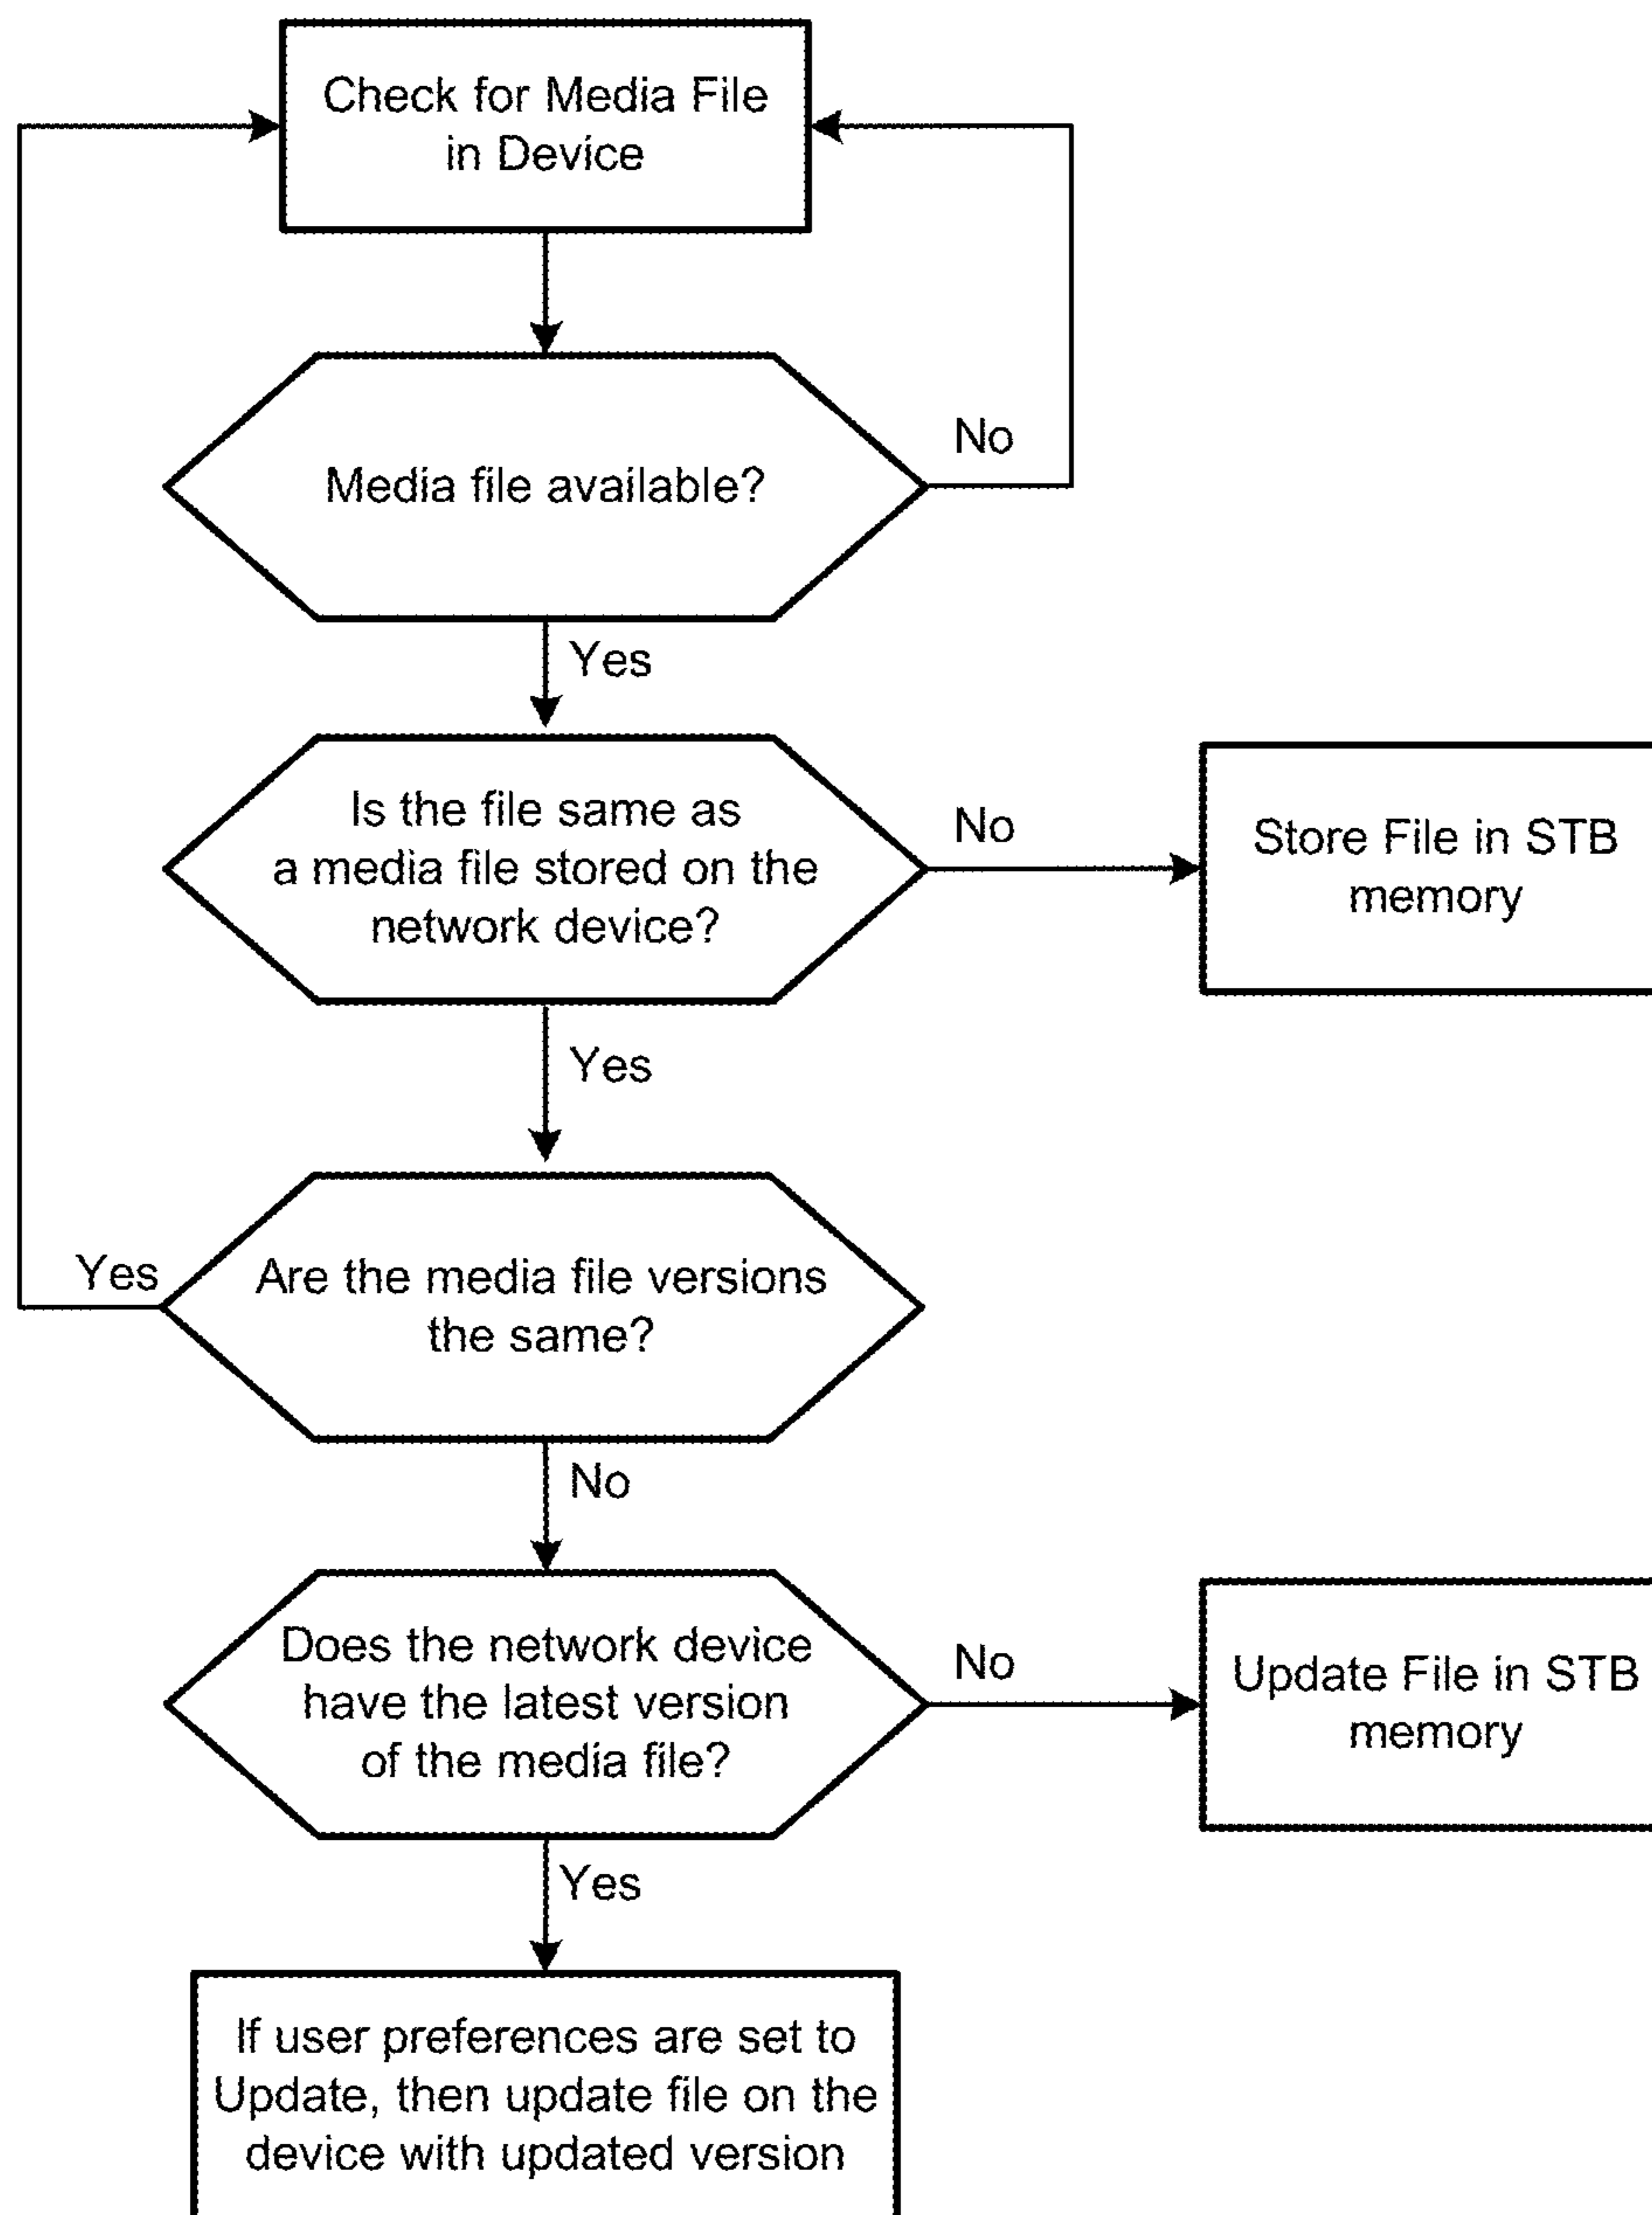 Check for Media File
in Device
Media file available?
No
Yes
Is the file same as
a media file stored on the
network device?
No
Store File in STB
memory
Yes
Are the media file versions
the same?
Yes
No
Does the network device
have the latest version
of the media file?
No
Update File in STB
memory
Yes
If user preferences are set to
Update, then update file on the
device with updated version